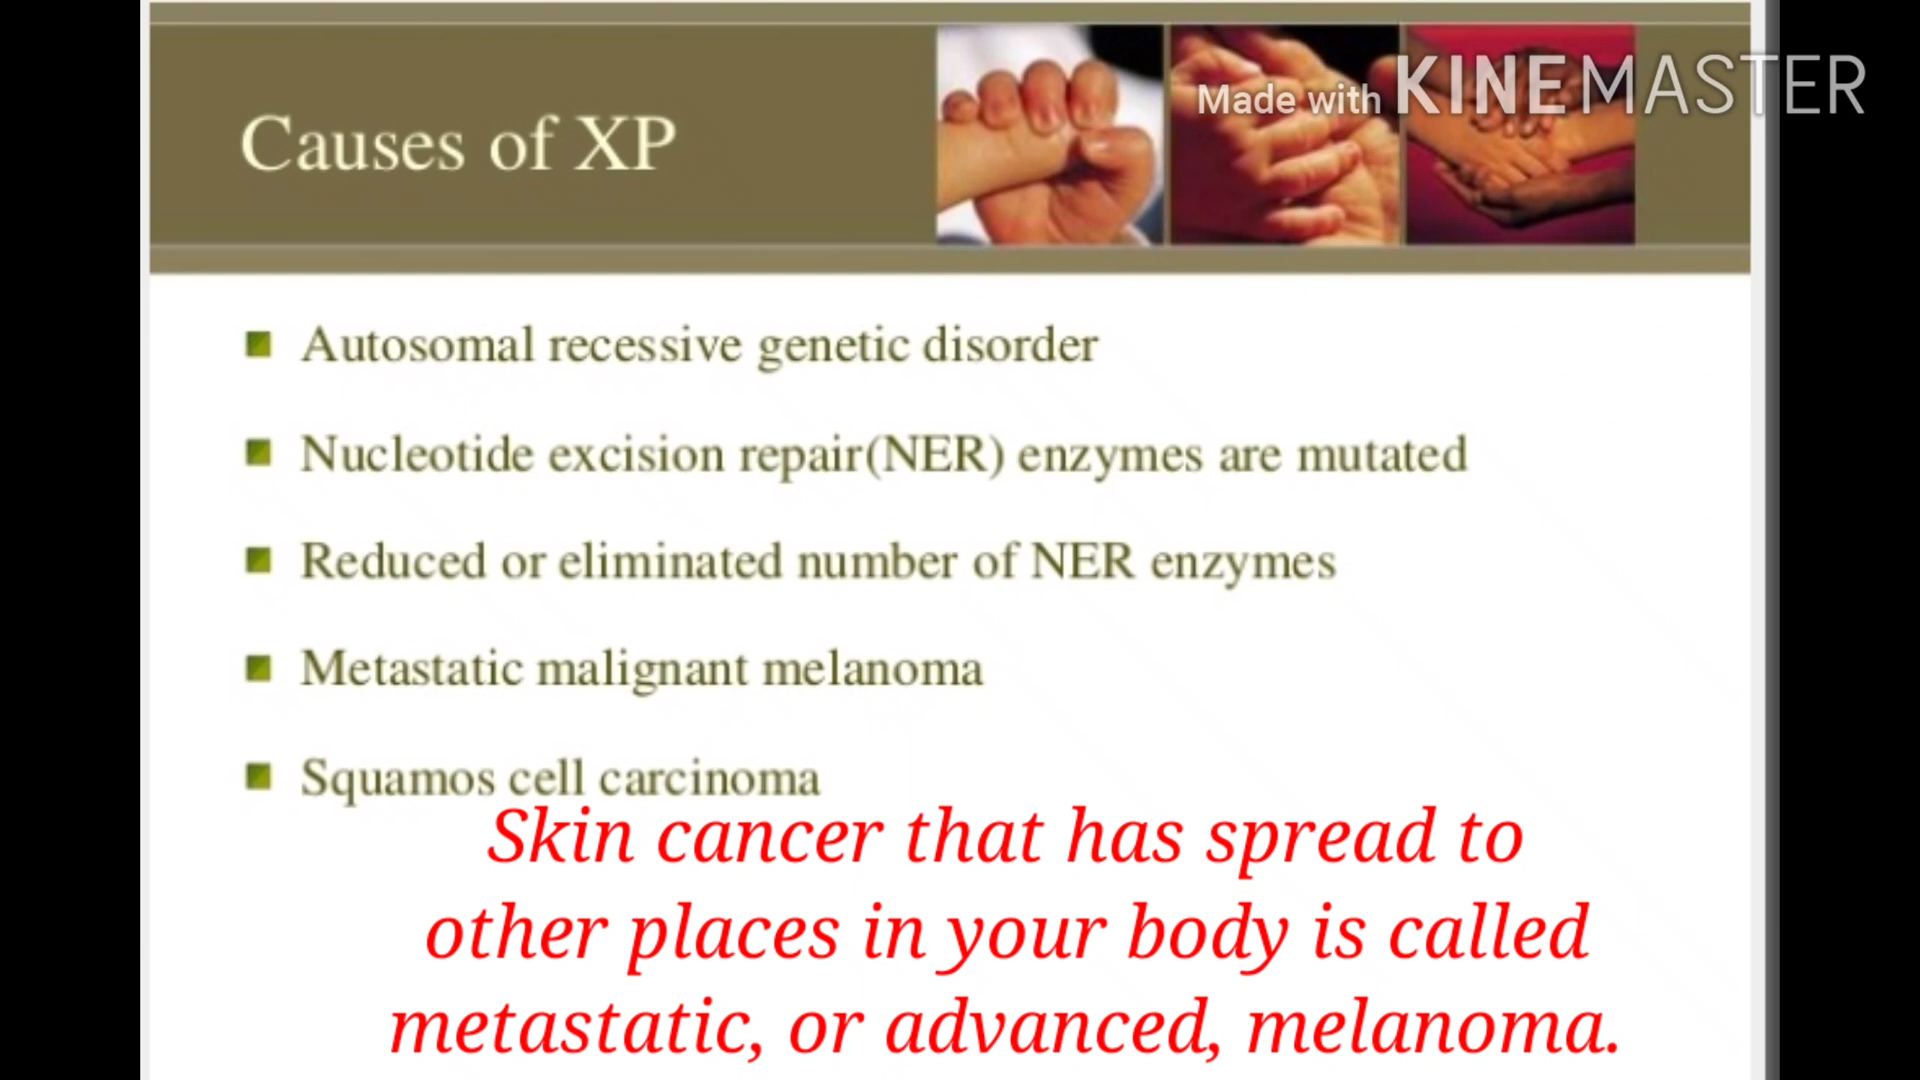 Made with KINEMASTER
Causes of XP
Autosomal recessive genetic disorder
Nucleotide excision repair(NER) enzymes are mutated
Reduced or eliminated number of NER enzymes
Metastatic malignant melanoma
Squamos cell carcinoma
Skin cancer that has spread to
other places in your body is called
metastatic, or advanced, melanoma.